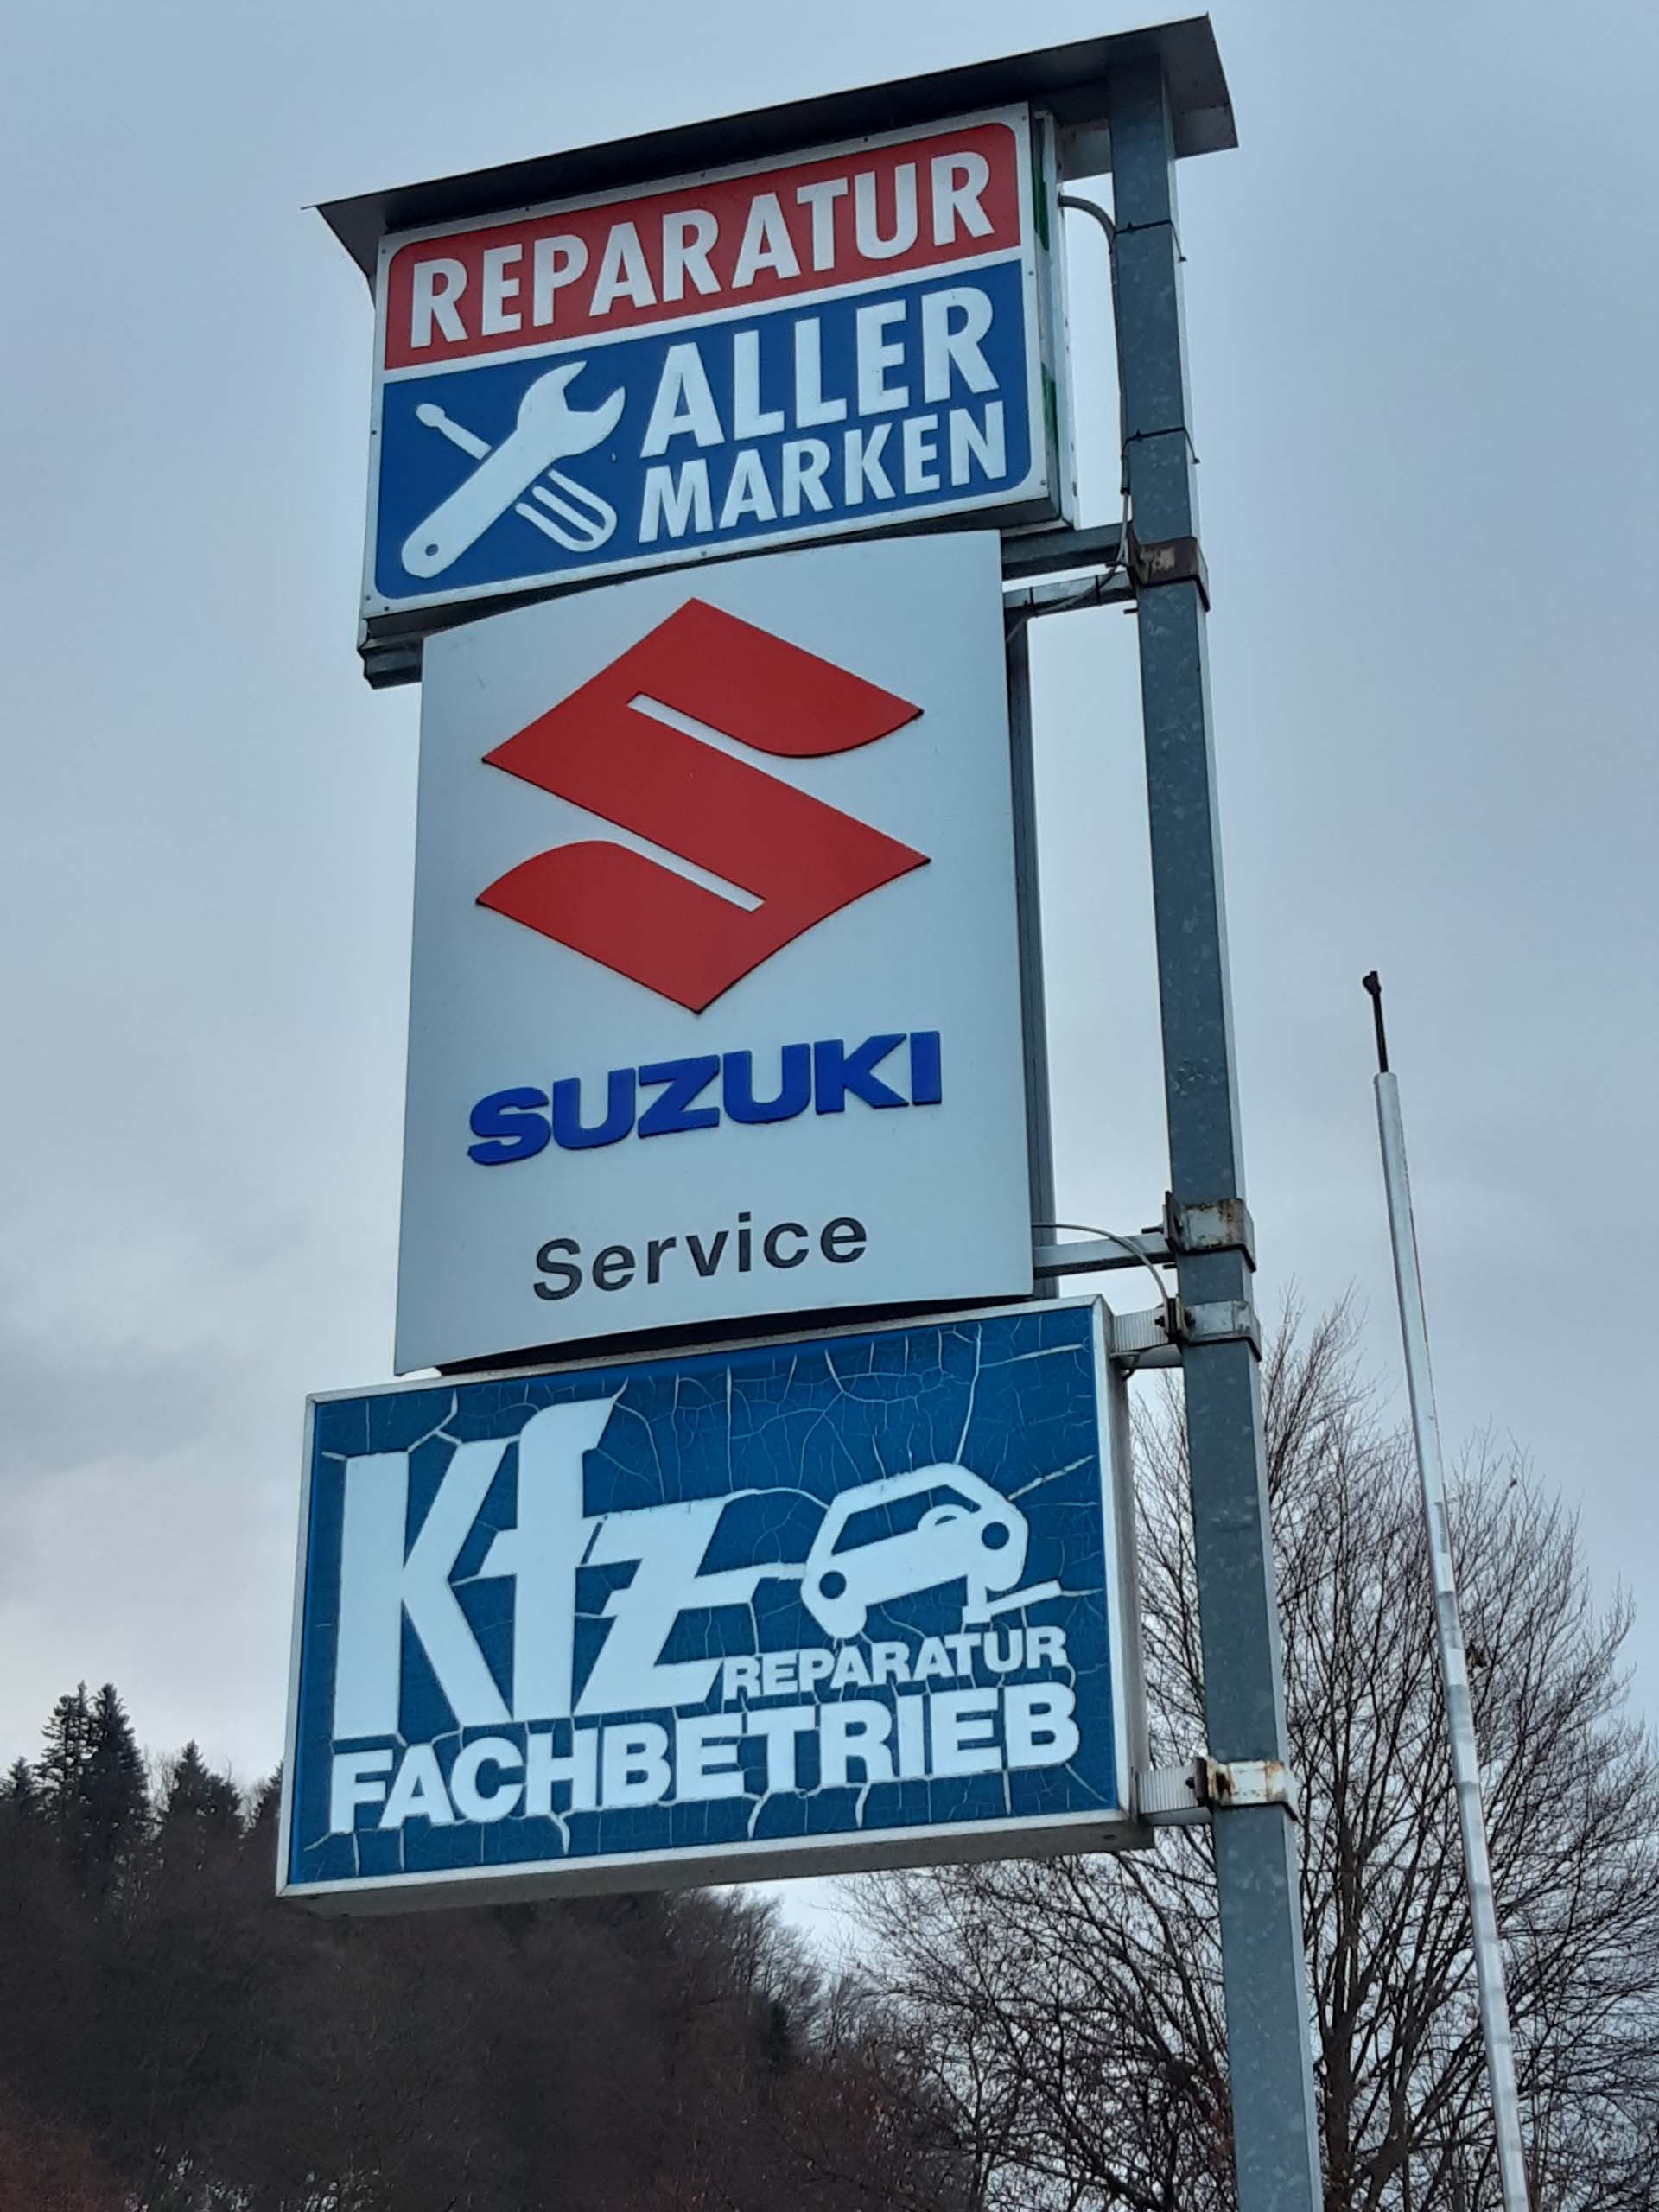 REPARATUR
ALLER
MARKEN
SUZUKI
Service
Kfz
REPARATUR
FACHBETRIEB